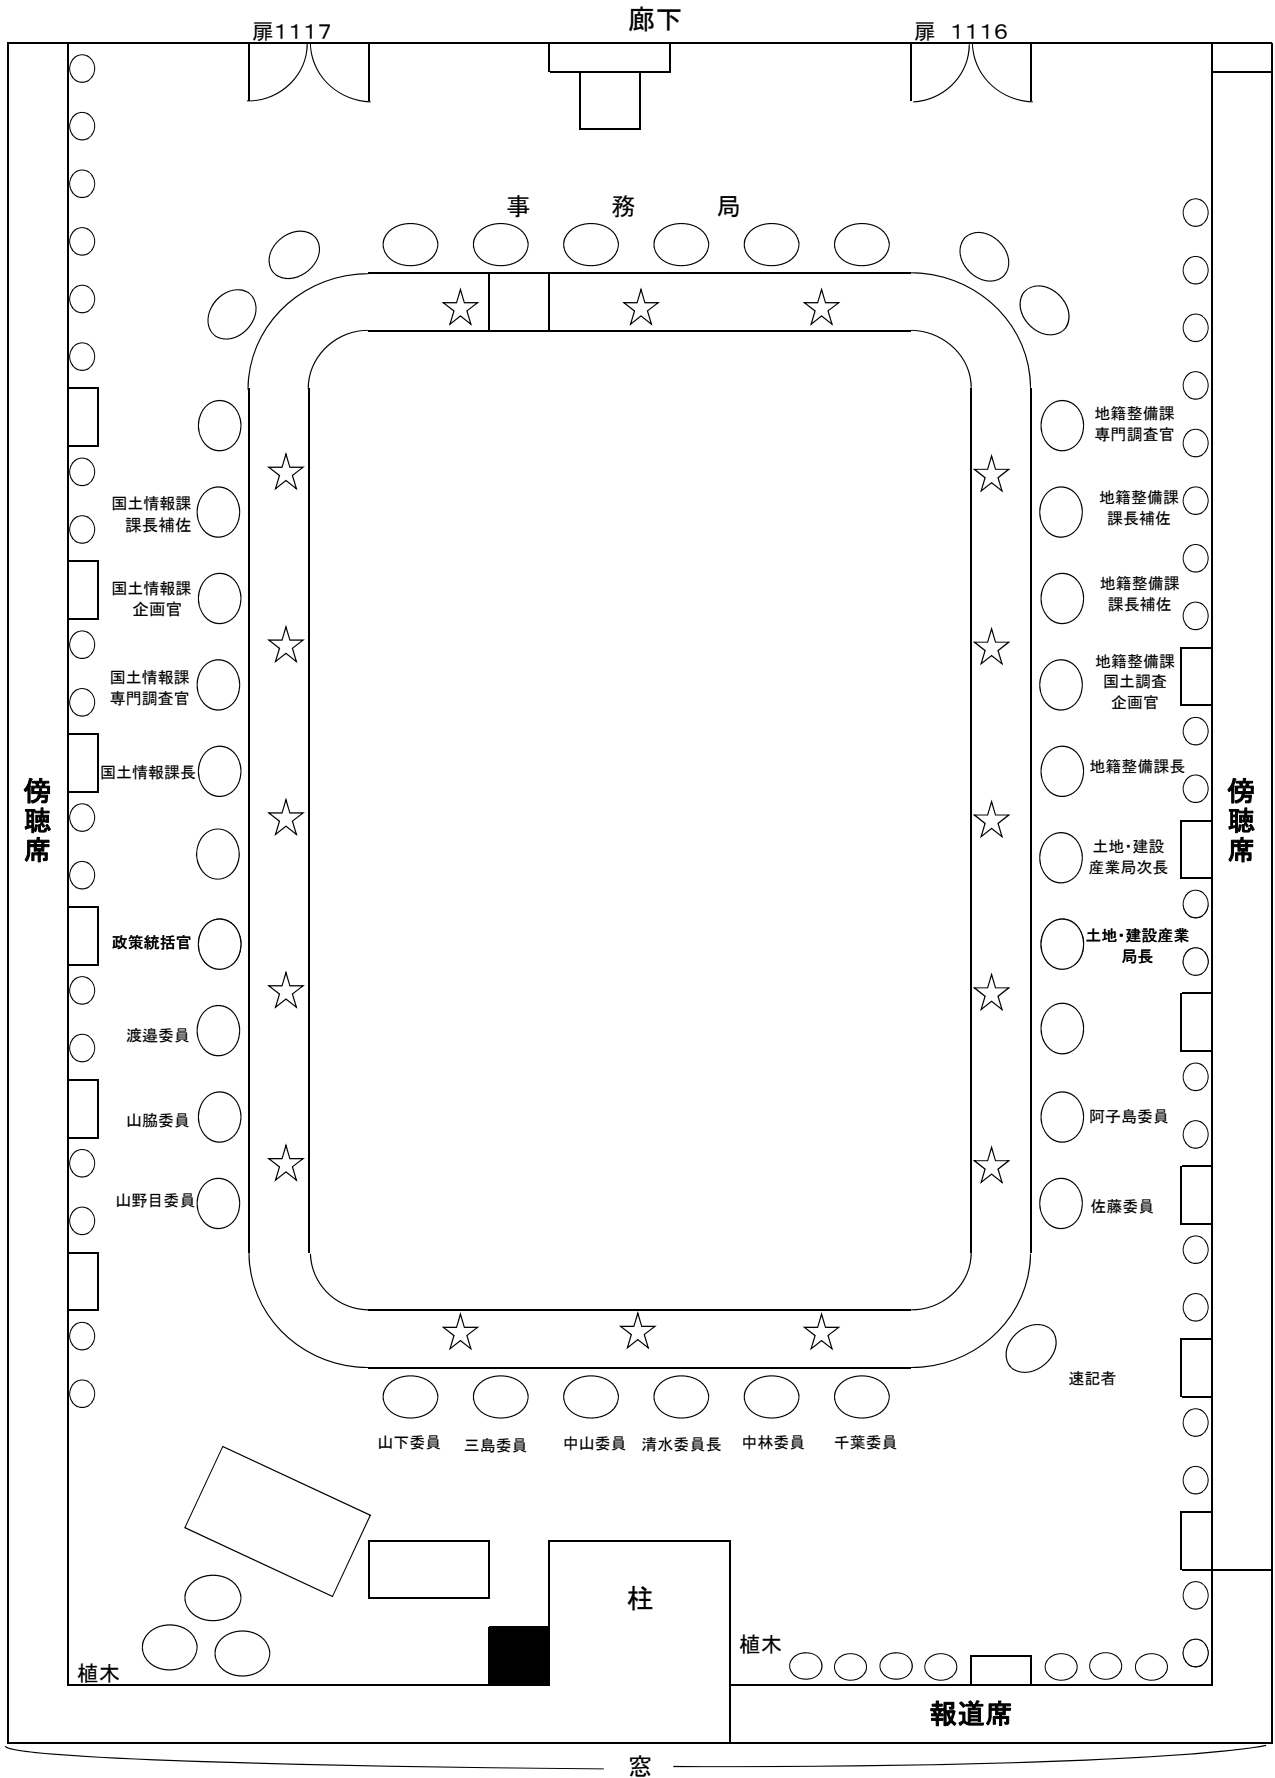 廊下
扉1117
扉　1116
事　務　局
地籍整備課
専門調査官
国土情報課
課長補佐
地籍整備課
課長補佐
国土情報課
企画官
地籍整備課
課長補佐
国土情報課
専門調査官
地籍整備課
国土調査
企画官
国土情報課長
地籍整備課長
傍聴席
傍聴席
土地・建設
産業局次長
政策統括官
土地・建設産業
局長
渡邉委員
山脇委員
阿子島委員
山野目委員
佐藤委員
速記者
山下委員
三島委員
中山委員
清水委員長
中林委員
千葉委員
柱
植木
植木
報道席
窓